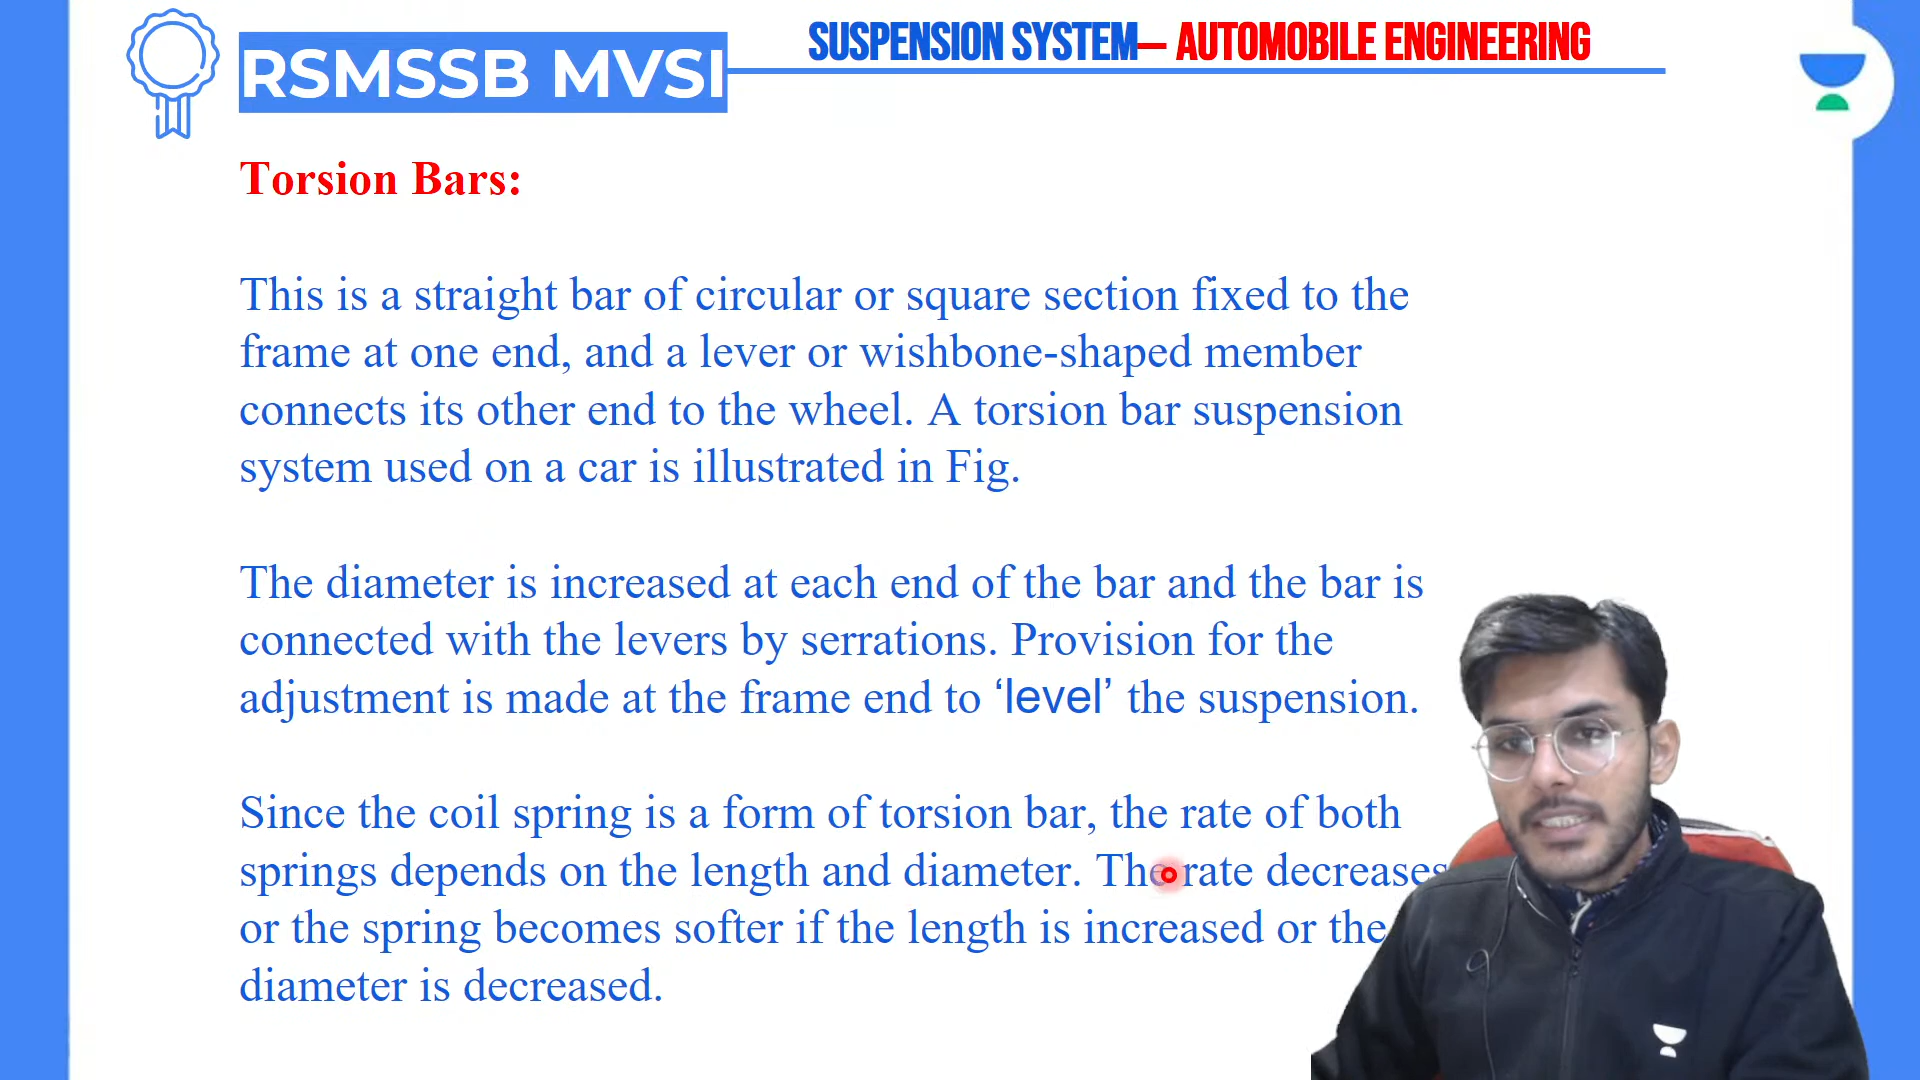 RSMSSB MVSI
SUSPENSION SYSTEM— AUTOMOBILE ENGINEERING
Torsion Bars:
This is a straight bar of circular or square section fixed to the
frame at one end, and a lever or wishbone-shaped member
connects its other end to the wheel. A torsion bar suspension
system used on a car is illustrated in Fig.
The diameter is increased at each end of the bar and the bar is
connected with the levers by serrations. Provision for the
adjustment is made at the frame end to ‘level’ the suspension.
Since the coil spring is a form of torsion bar, the rate of both
springs depends on the length and diameter. The rate decreases
or the spring becomes softer if the length is increased or the
diameter is decreased.